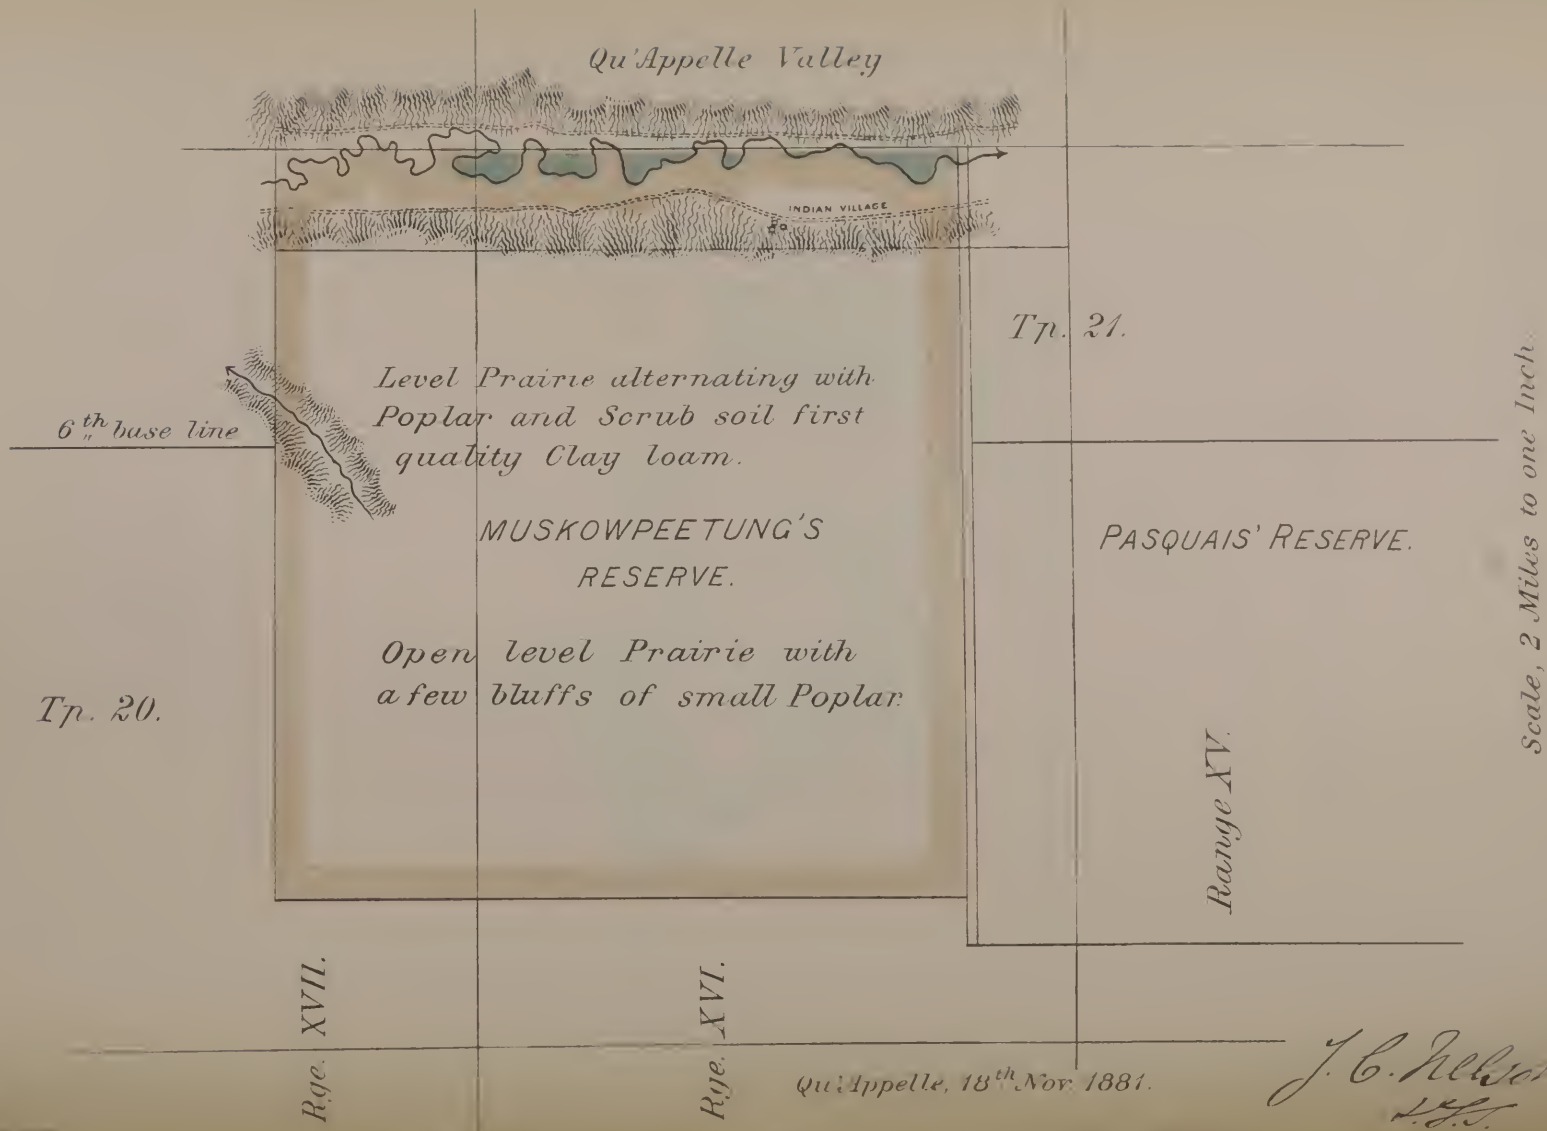 Qu'Appelle Valley
INDIAN VILLAGE
Tp. 21.
Level Prairie alternating with
Poplar and Scrub soil first
quality Clay loam.
6th base line
MUSKOWPEETUNG'S
RESERVE.
PASQUAIS' RESERVE.
Open level Prairie with
a few bluffs of small Poplar.
Tp. 20.
Scale, 2 Miles to one Inch.
Range XV.
Rge. XVII.
Rge. XVI.
Qu'Appelle, 18th Nov. 1881.
J. C. Nelson